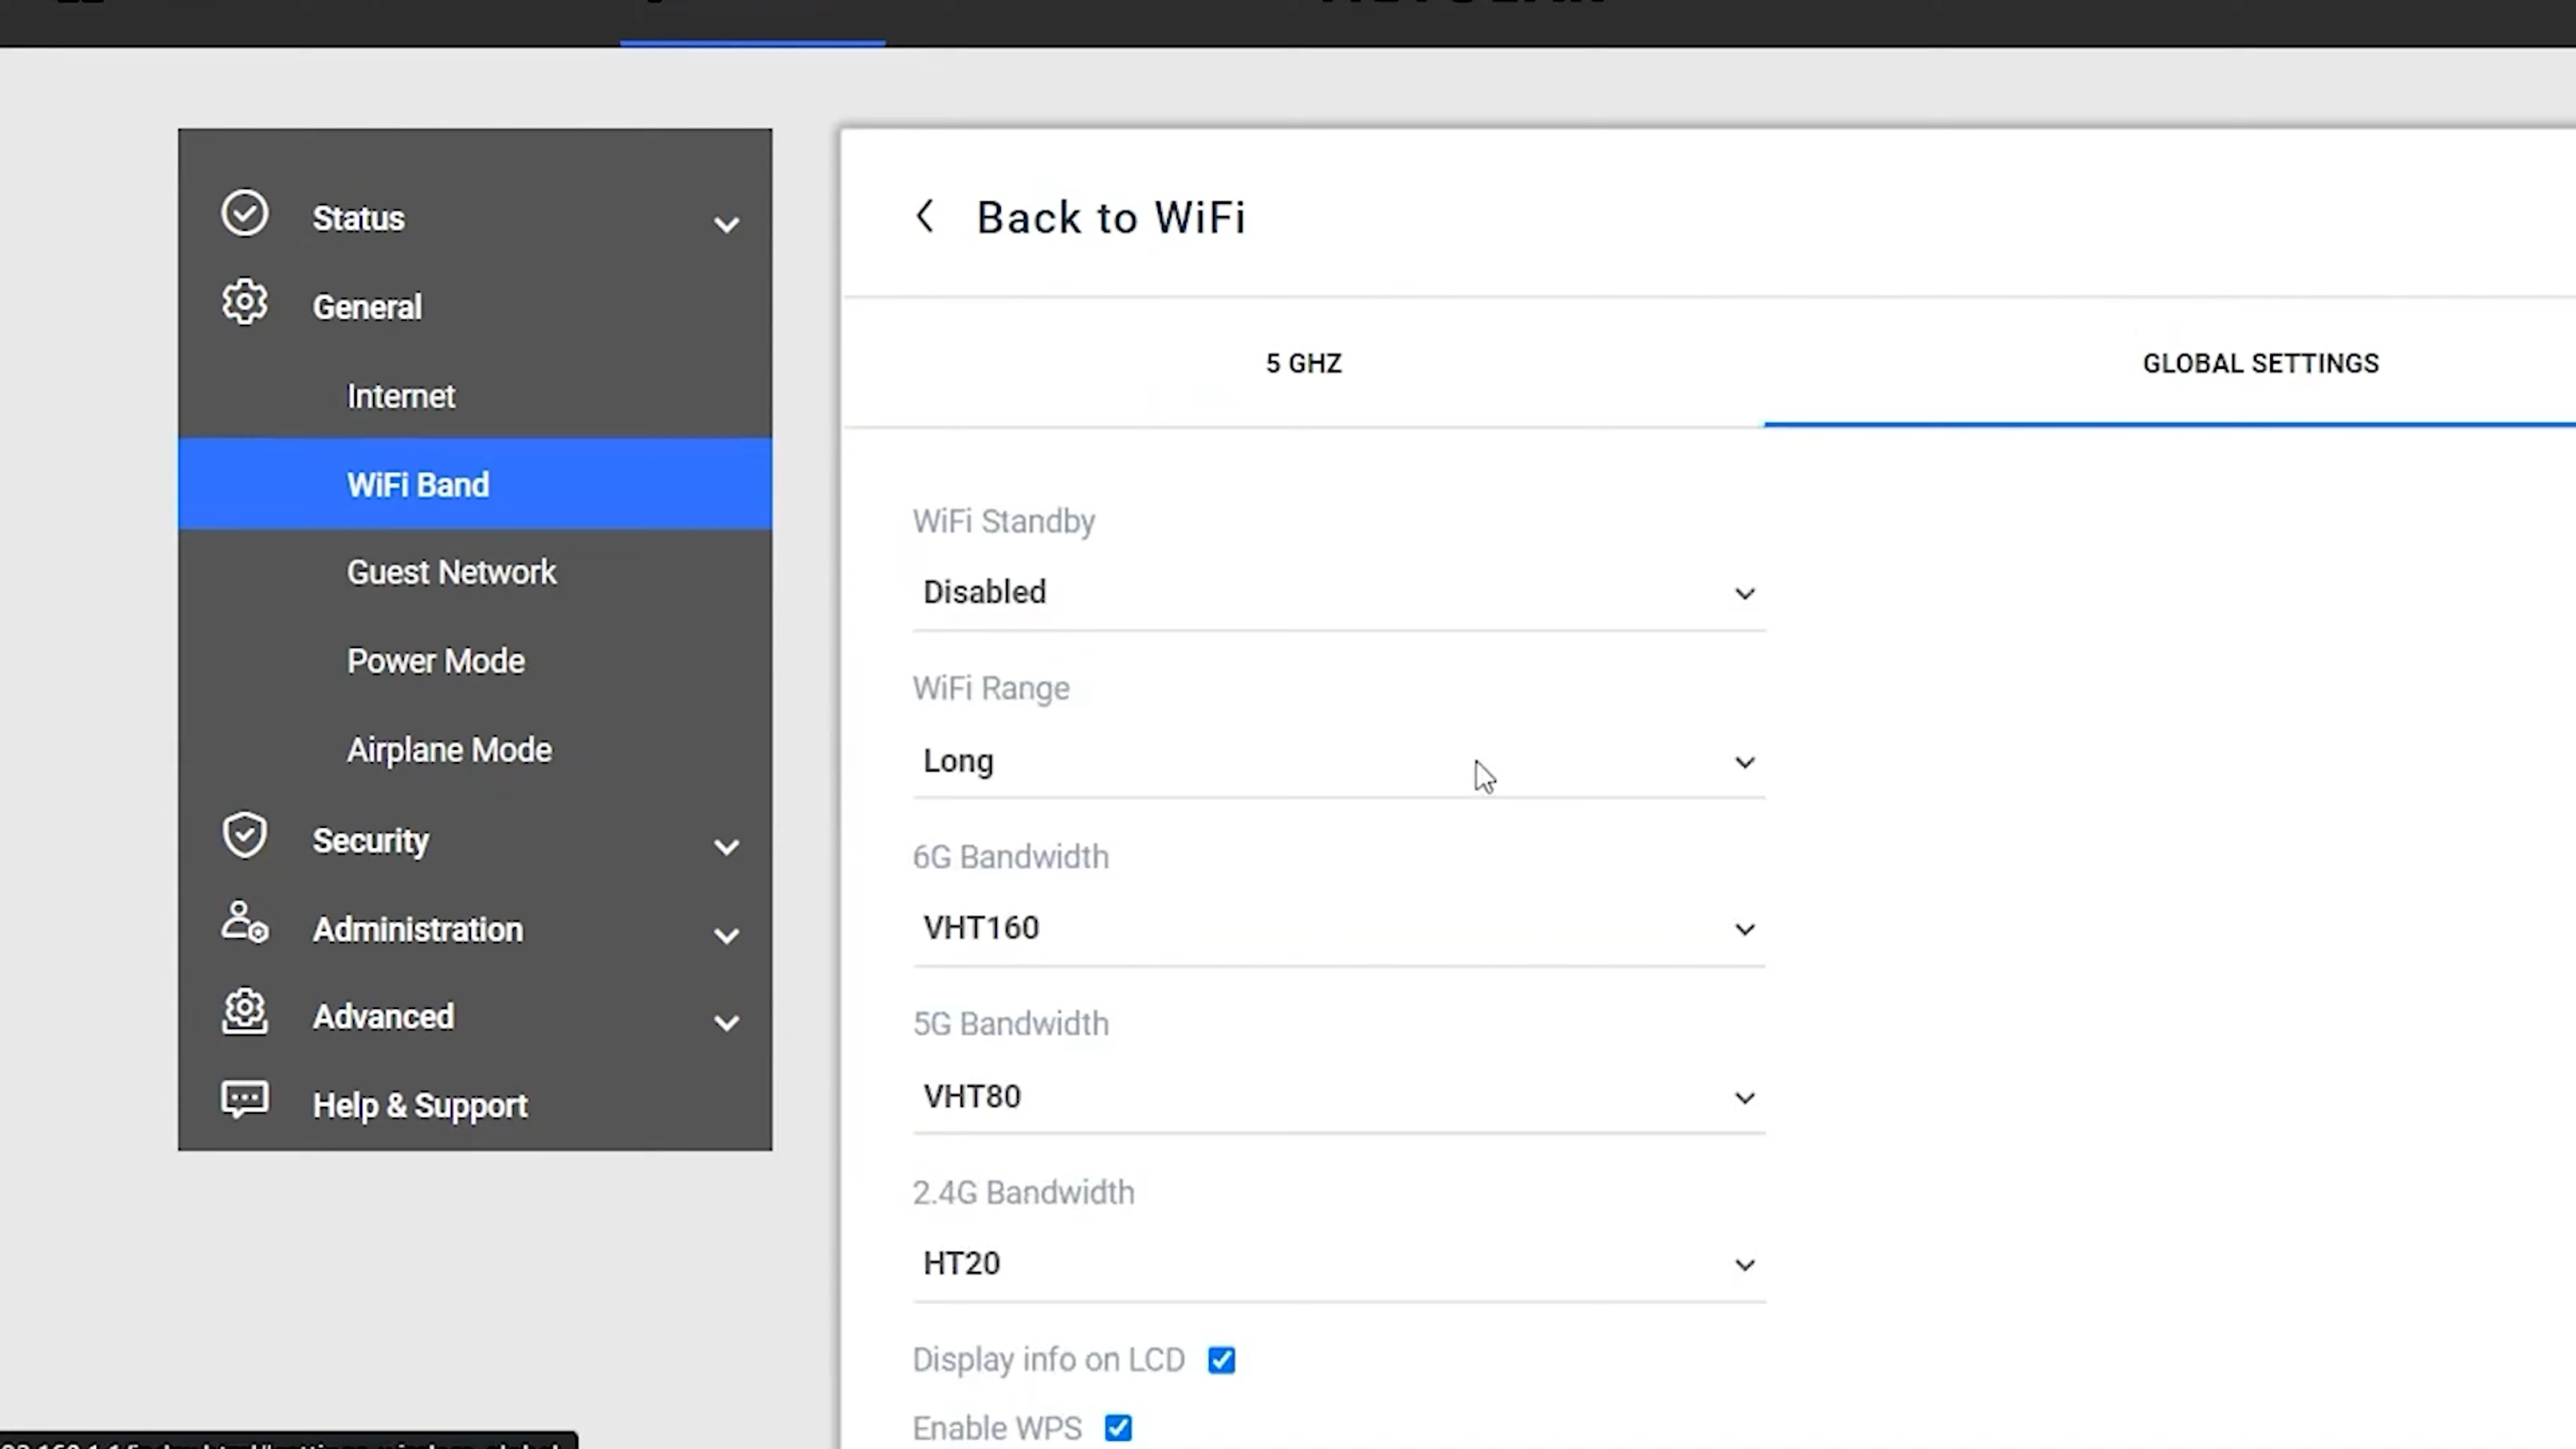 Status
General
Internet
WiFi Band
Guest Network
Power Mode
Airplane Mode
Security
Administration
Advanced
Help & Support
Back to WiFi
5 GHZ
GLOBAL SETTINGS
WiFi Standby
Disabled
WiFi Range
Long
6G Bandwidth
VHT160
5G Bandwidth
VHT80
2.4G Bandwidth
HT20
Display info on LCD
Enable WPS